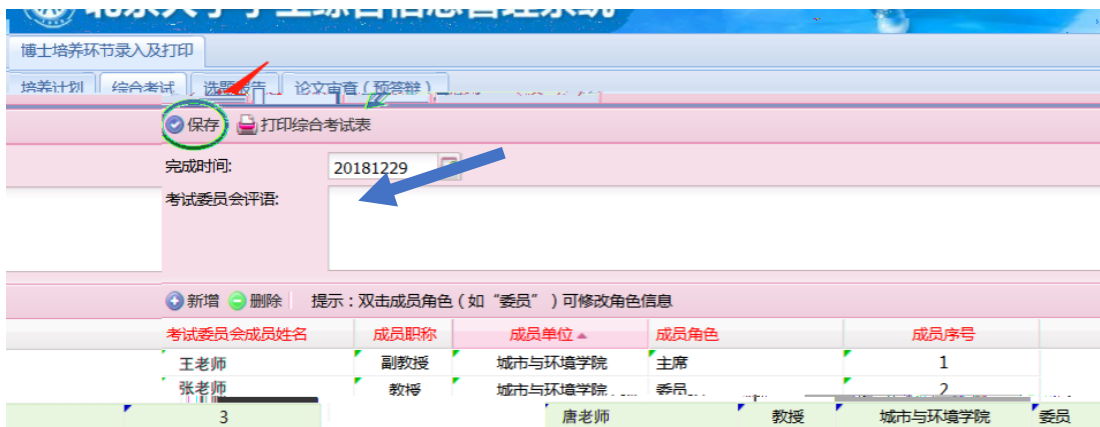 博士培养环节录入及打印
培养计划 综合考试 选题报告 论文审查（预答辩）
保存 打印综合考试表
完成时间: 20181229
考试委员会评语:
新增 删除 提示：双击成员角色（如“委员”）可修改角色信息
考试委员会成员姓名 成员职称 成员单位 成员角色 成员序号
王老师 副教授 城市与环境学院 主席 1
张老师 教授 城市与环境学院 委员 2
3 唐老师 教授 城市与环境学院 委员